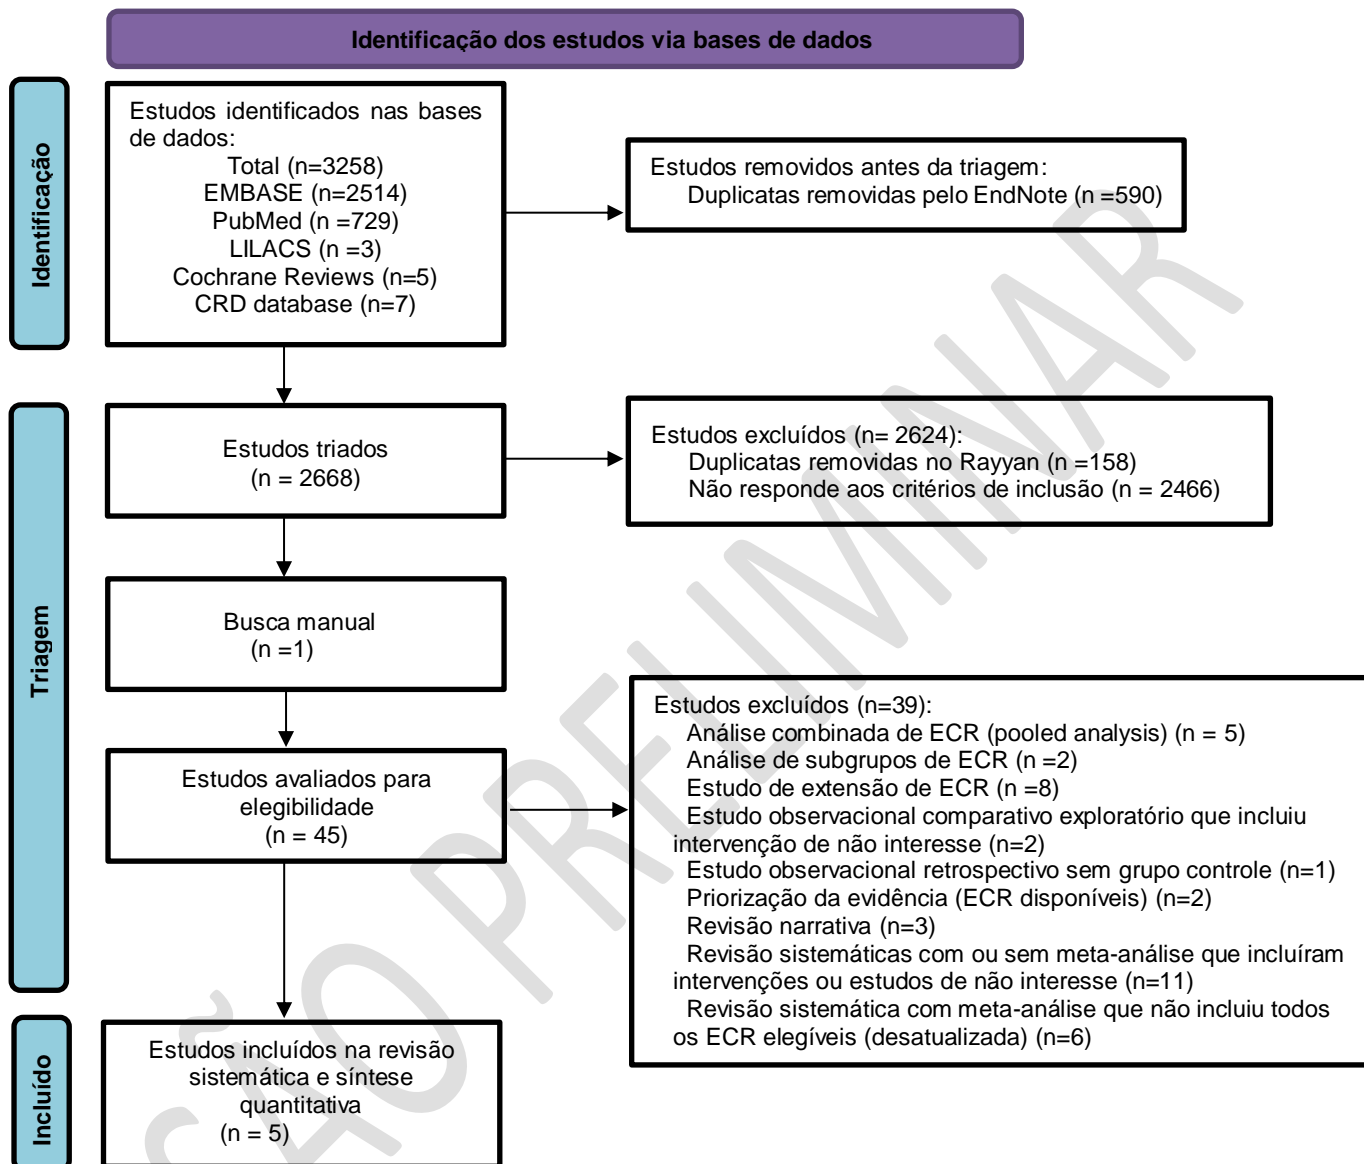 Identificação dos estudos via bases de dados
Identificação
Estudos identificados nas bases
de dados:
Total (n=3258)
EMBASE (n=2514)
PubMed (n =729)
LILACS (n =3)
Cochrane Reviews (n=5)
CRD database (n=7)
Estudos removidos antes da triagem:
Duplicatas removidas pelo EndNote (n =590)
Triagem
Estudos triados
(n = 2668)
Estudos excluídos (n= 2624):
Duplicatas removidas no Rayyan (n =158)
Não responde aos critérios de inclusão (n = 2466)
Busca manual
(n =1)
Estudos avaliados para
elegibilidade
(n = 45)
Estudos excluídos (n=39):
Análise combinada de ECR (pooled analysis) (n = 5)
Análise de subgrupos de ECR (n =2)
Estudo de extensão de ECR (n =8)
Estudo observacional comparativo exploratório que incluiu
intervenção de não interesse (n=2)
Estudo observacional retrospectivo sem grupo controle (n=1)
Priorização da evidência (ECR disponíveis) (n=2)
Revisão narrativa (n=3)
Revisão sistemáticas com ou sem meta-análise que incluíram
intervenções ou estudos de não interesse (n=11)
Revisão sistemática com meta-análise que não incluiu todos
os ECR elegíveis (desatualizada) (n=6)
Incluído
Estudos incluídos na revisão
sistemática e síntese
quantitativa
(n = 5)
SÃO PRELIMINAR